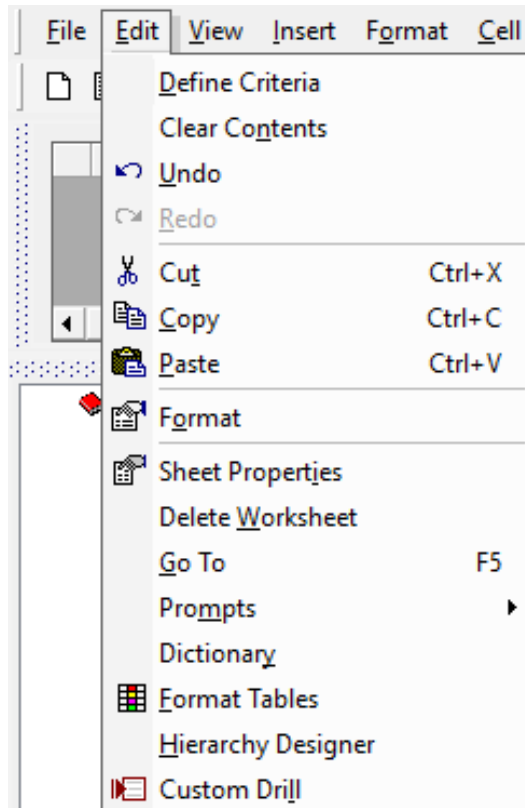 File Edit View Insert Format Cell
Define Criteria
Clear Contents
Undo
Redo
Cut Ctrl+X
Copy Ctrl+C
Paste Ctrl+V
Format
Sheet Properties
Delete Worksheet
Go To F5
Prompts
Dictionary
Format Tables
Hierarchy Designer
Custom Drill